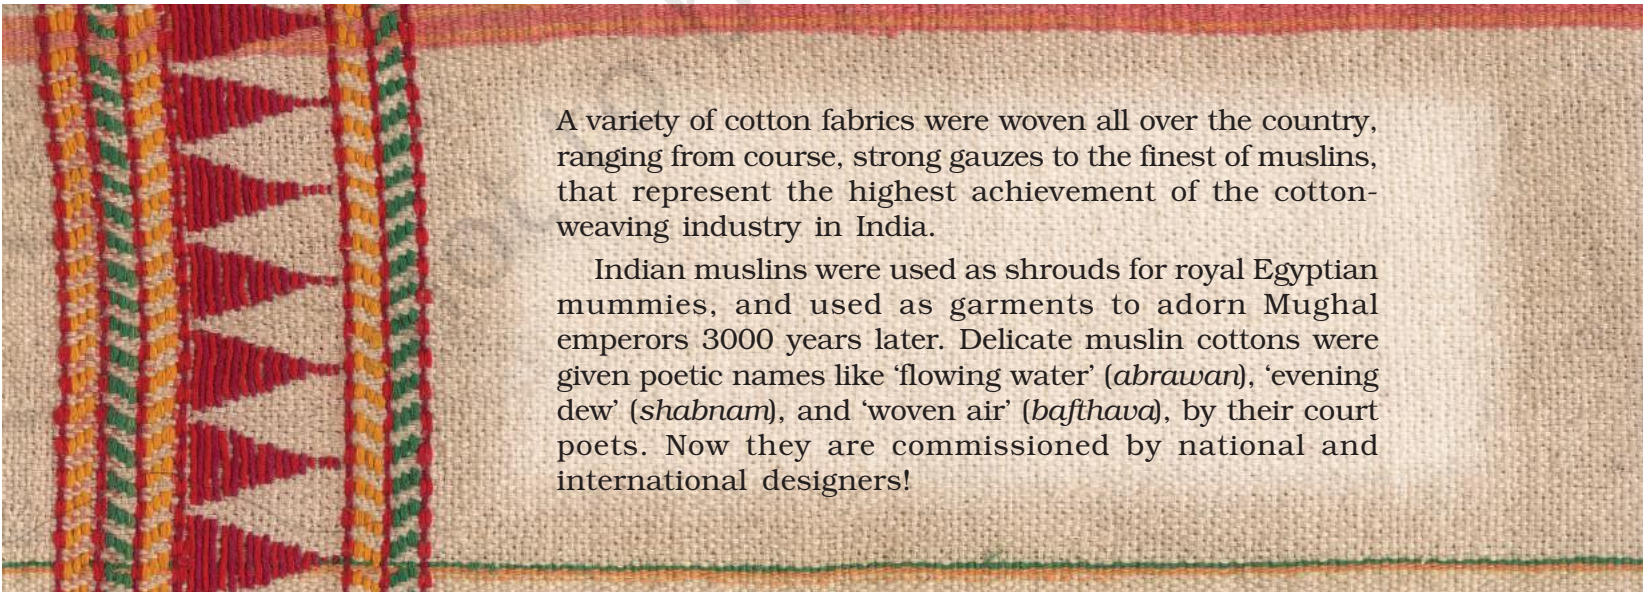 A variety of cotton fabrics were woven all over the country,
ranging from course, strong gauzes to the finest of muslins,
that represent the highest achievement of the cotton-
weaving industry in India.
Indian muslins were used as shrouds for royal Egyptian
mummies, and used as garments to adorn Mughal
emperors 3000 years later. Delicate muslin cottons were
given poetic names like ‘flowing water’ (abrawan), ‘evening
dew’ (shabnam), and ‘woven air’ (bafthava), by their court
poets. Now they are commissioned by national and
international designers!